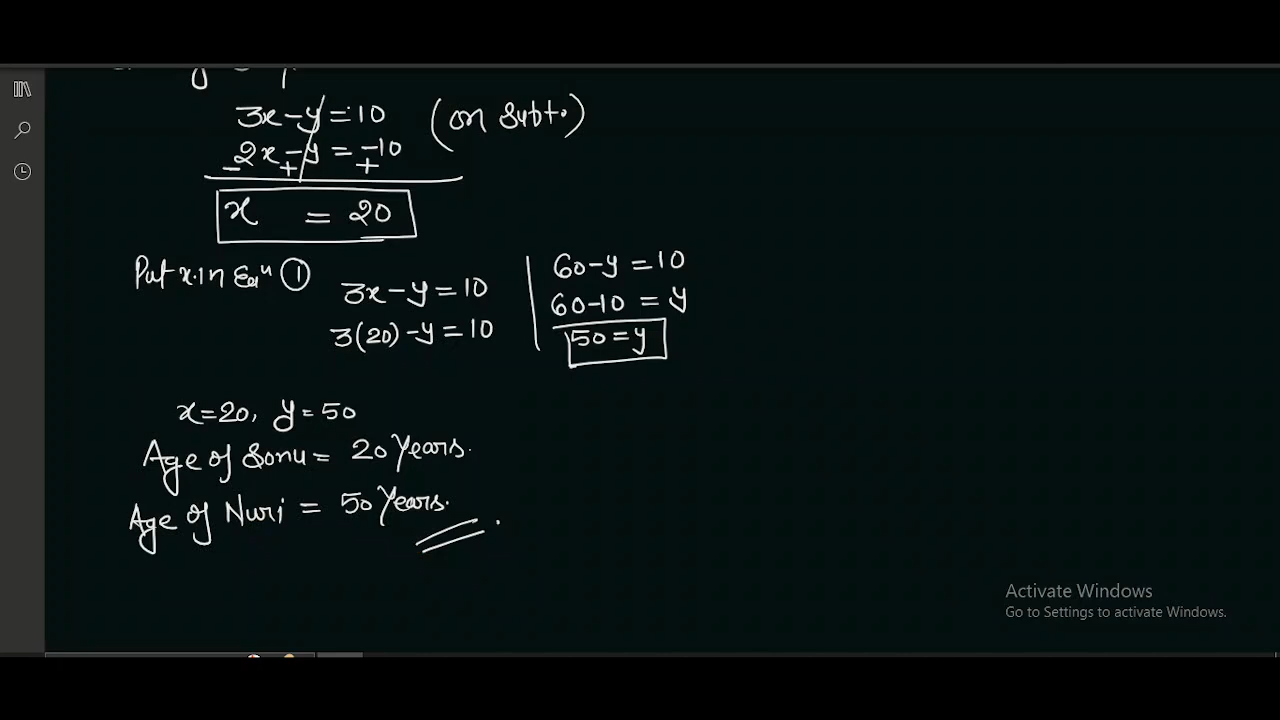 3x-y=10 (on Subt.)
2x-y=-10
- + +
x = 20
Put x in Eqn ①
3x-y=10
3(20)-y=10
60-y=10
60-10=y
50=y
x=20, y=50
Age of Sonu = 20 Years.
Age of Nuri = 50 Years.
Activate Windows
Go to Settings to activate Windows.